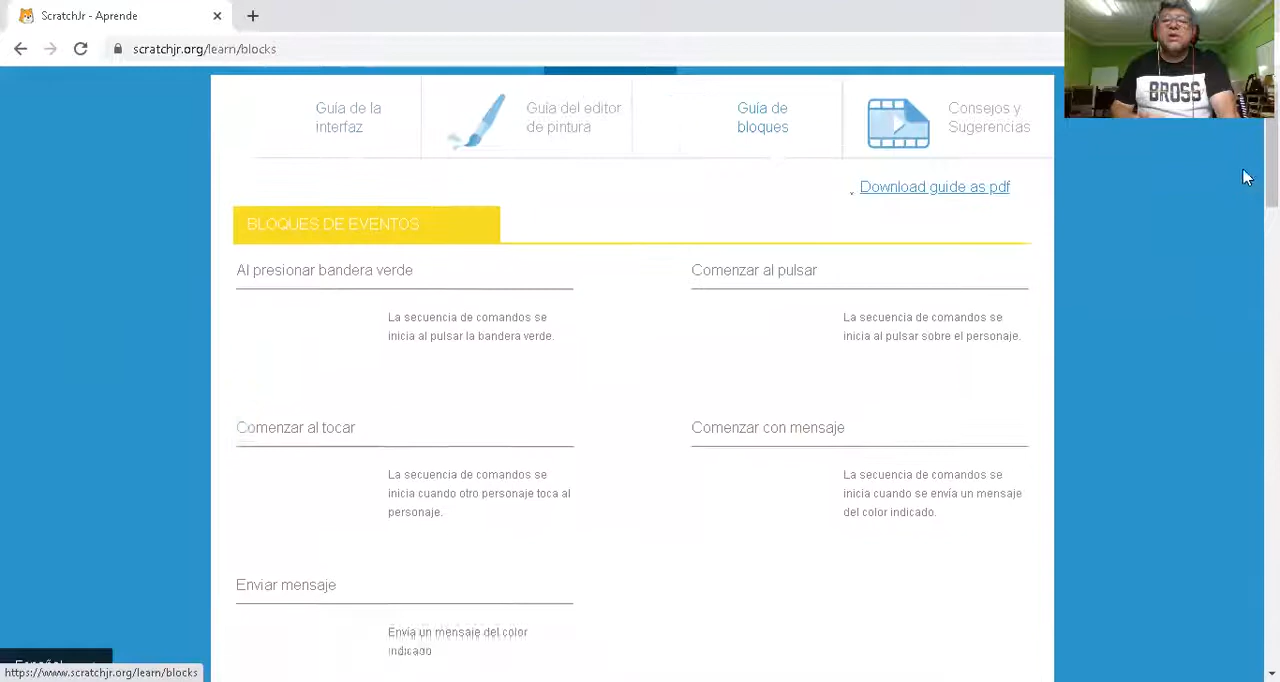 ScratchJr - Aprende
scratchjr.org/learn/blocks
BROSS
Guía de la
interfaz
Guía del editor
de pintura
Guía de
bloques
Consejos y
Sugerencias
Download guide as pdf
BLOQUES DE EVENTOS
Al presionar bandera verde
La secuencia de comandos se
inicia al pulsar la bandera verde.
Comenzar al pulsar
La secuencia de comandos se
inicia al pulsar sobre el personaje.
Comenzar al tocar
La secuencia de comandos se
inicia cuando otro personaje toca al
personaje.
Comenzar con mensaje
La secuencia de comandos se
inicia cuando se envía un mensaje
del color indicado.
Enviar mensaje
Envía un mensaje del color
indicado
https://www.scratchjr.org/learn/blocks